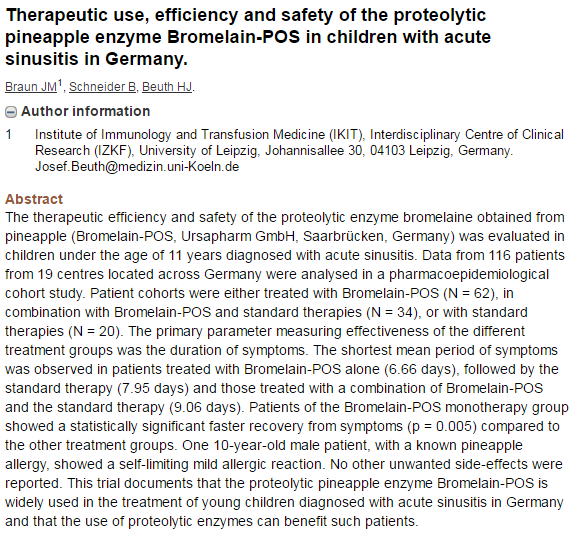 Therapeutic use, efficiency and safety of the proteolytic
pineapple enzyme Bromelain-POS in children with acute
sinusitis in Germany.
Braun JM1, Schneider B, Beuth HJ.
Author information
1 Institute of Immunology and Transfusion Medicine (IKIT), Interdisciplinary Centre of Clinical
Research (IZKF), University of Leipzig, Johannisallee 30, 04103 Leipzig, Germany.
Josef.Beuth@medizin.uni-Koeln.de
Abstract
The therapeutic efficiency and safety of the proteolytic enzyme bromelaine obtained from
pineapple (Bromelain-POS, Ursapharm GmbH, Saarbrücken, Germany) was evaluated in
children under the age of 11 years diagnosed with acute sinusitis. Data from 116 patients
from 19 centres located across Germany were analysed in a pharmacoepidemiological
cohort study. Patient cohorts were either treated with Bromelain-POS (N = 62), in
combination with Bromelain-POS and standard therapies (N = 34), or with standard
therapies (N = 20). The primary parameter measuring effectiveness of the different
treatment groups was the duration of symptoms. The shortest mean period of symptoms
was observed in patients treated with Bromelain-POS alone (6.66 days), followed by the
standard therapy (7.95 days) and those treated with a combination of Bromelain-POS
and the standard therapy (9.06 days). Patients of the Bromelain-POS monotherapy group
showed a statistically significant faster recovery from symptoms (p = 0.005) compared to
the other treatment groups. One 10-year-old male patient, with a known pineapple
allergy, showed a self-limiting mild allergic reaction. No other unwanted side-effects were
reported. This trial documents that the proteolytic pineapple enzyme Bromelain-POS is
widely used in the treatment of young children diagnosed with acute sinusitis in Germany
and that the use of proteolytic enzymes can benefit such patients.